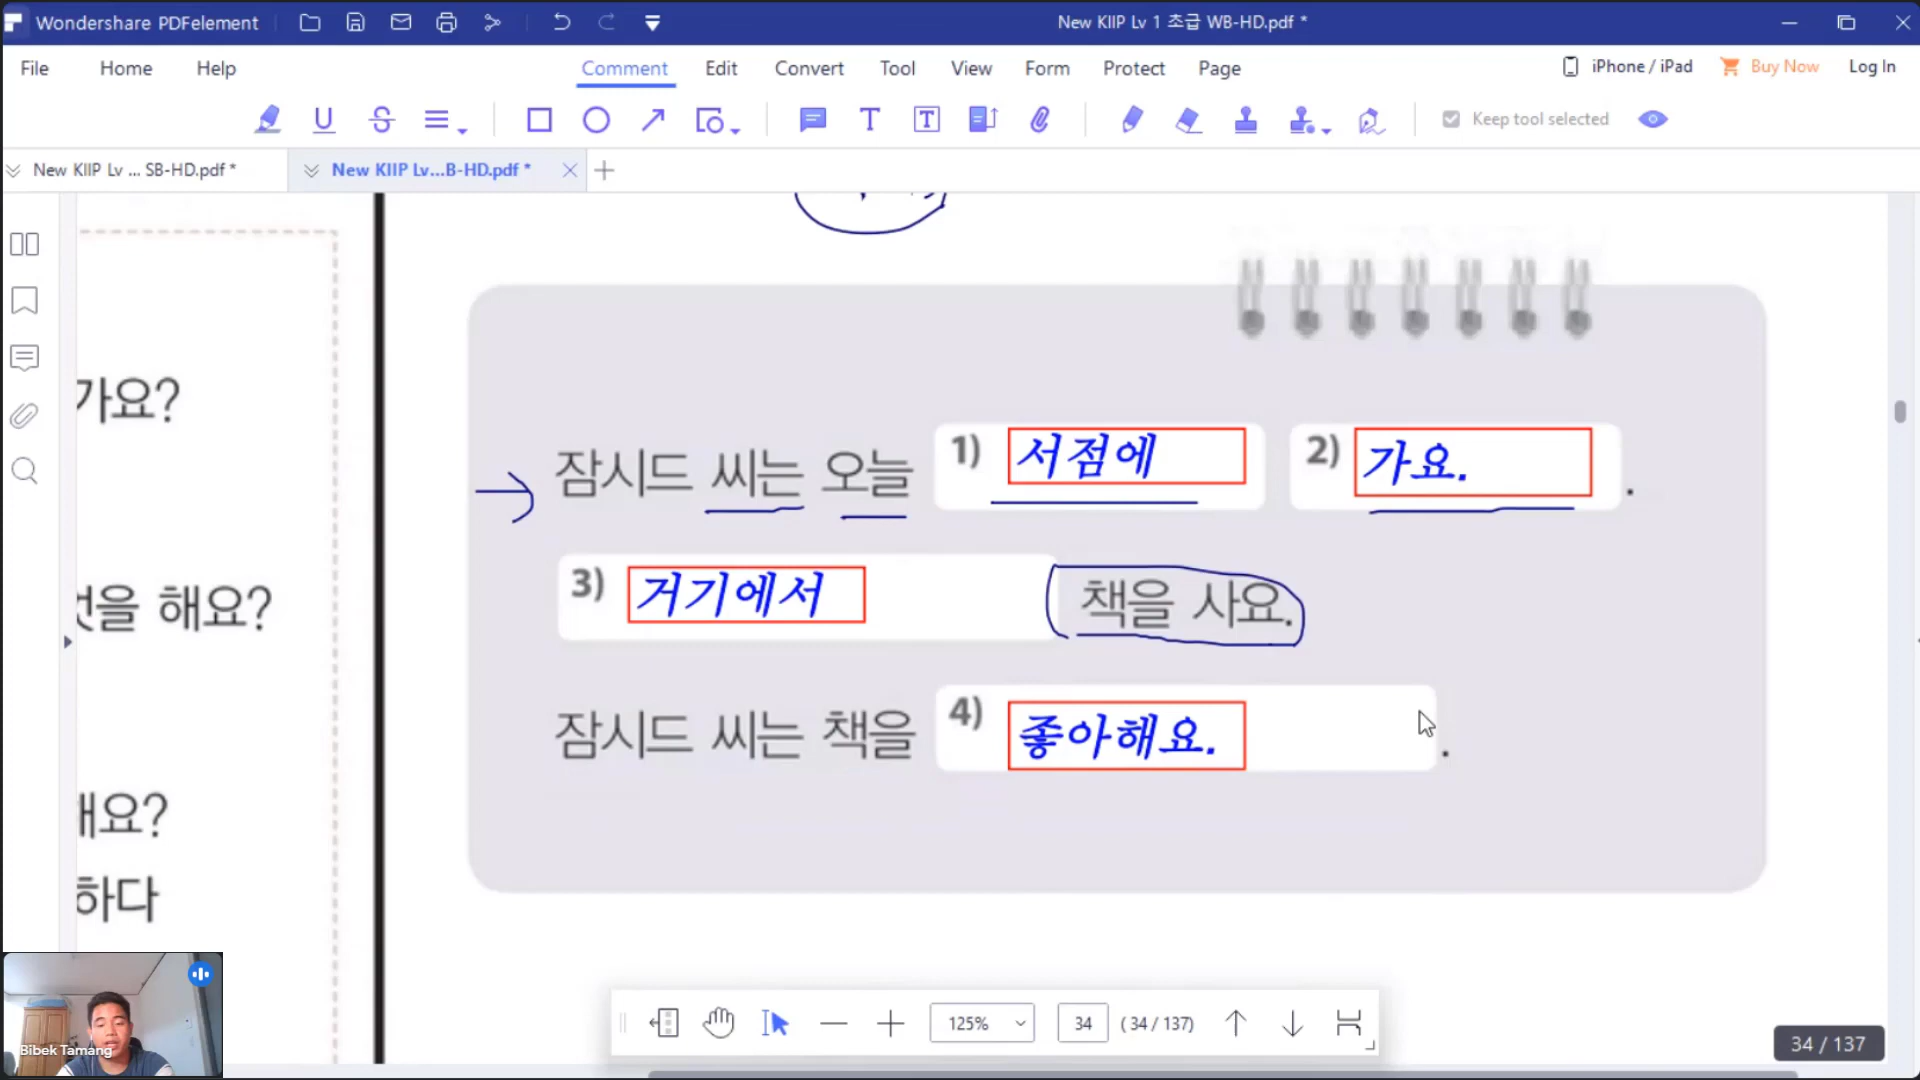 Wondershare PDFelement
New KIIP Lv 1 초급 WB-HD.pdf *
File Home Help Comment Edit Convert Tool View Form Protect Page iPhone / iPad Buy Now Log In
Keep tool selected
New KIIP Lv ... SB-HD.pdf * New KIIP Lv...B-HD.pdf *
가요?
잠시드 씨는 오늘 1) 서점에 2) 가요. .
을 해요?
3) 거기에서 책을 사요.
잠시드 씨는 책을 4) 좋아해요. .
해요?
하다
Bibek Tamang
125% 34 (34 / 137)
34 / 137